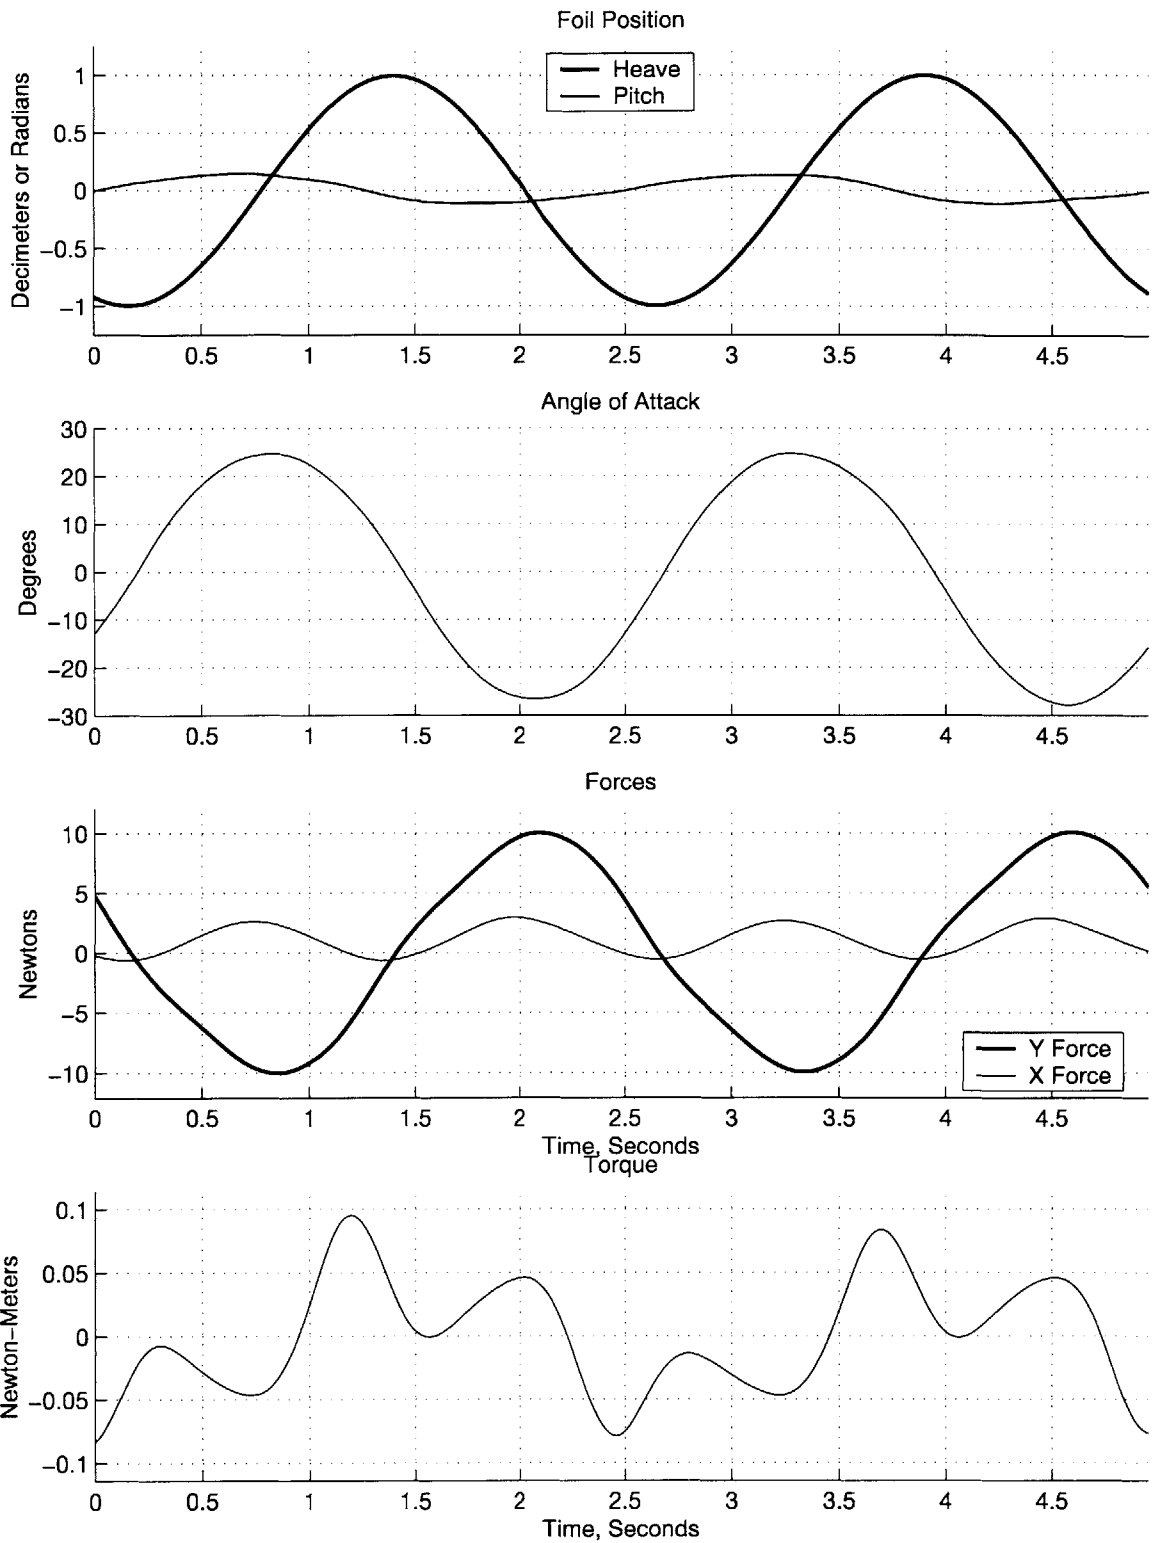 Foil Position
Decimeters or Radians
1
0.5
0
−0.5
−1
Heave
Pitch
0 0.5 1 1.5 2 2.5 3 3.5 4 4.5
Angle of Attack
Degrees
30
20
10
0
−10
−20
−30
0 0.5 1 1.5 2 2.5 3 3.5 4 4.5
Forces
Newtons
10
5
0
−5
−10
Y Force
X Force
0 0.5 1 1.5 2 2.5 3 3.5 4 4.5
Time, Seconds
Torque
Newton−Meters
0.1
0.05
0
−0.05
−0.1
0 0.5 1 1.5 2 2.5 3 3.5 4 4.5
Time, Seconds